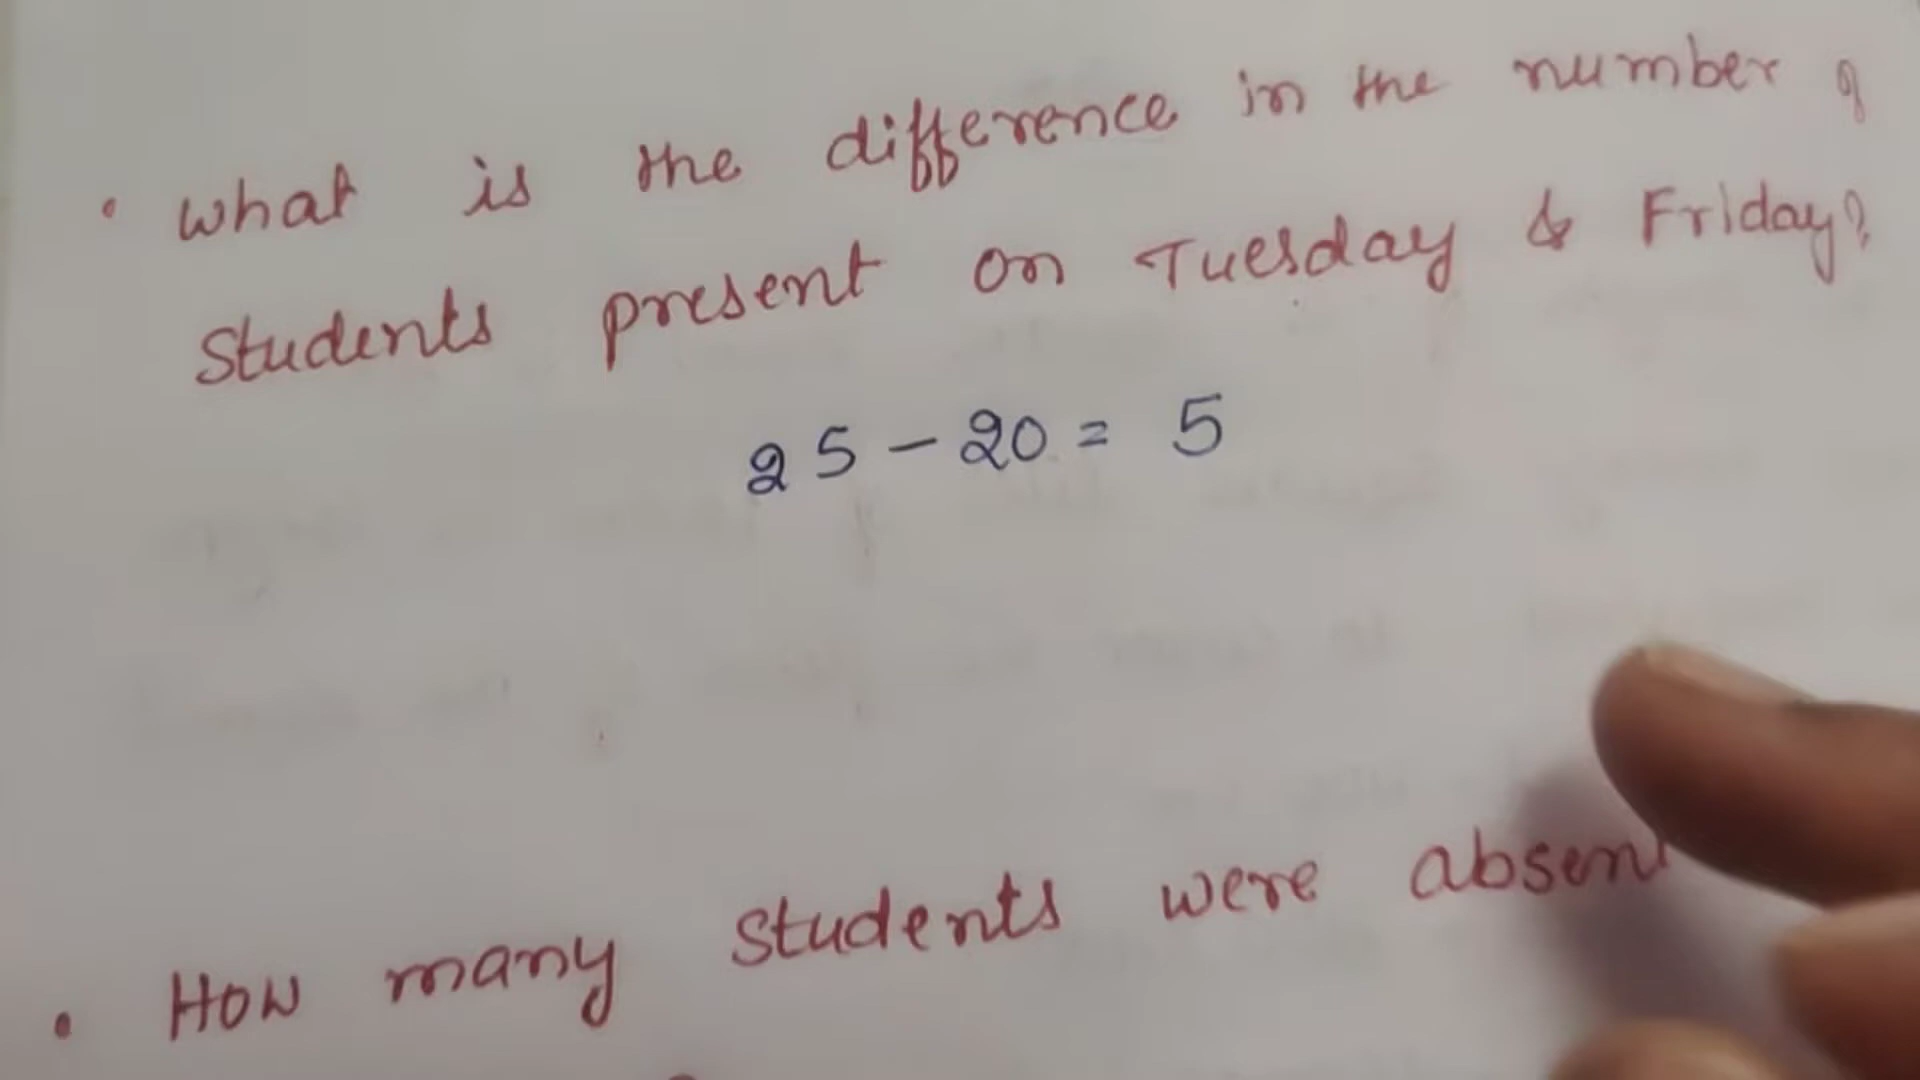 • What is the difference in the number of
Students present on Tuesday & Friday?
25 - 20 = 5
• How many students were absent